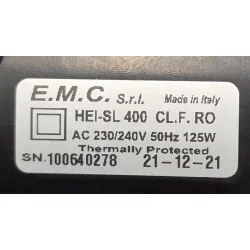 E.M.C. S.r.l. Made in Italy
HEI-SL 400 CL.F. RO
AC 230/240V 50Hz 125W
Thermally Protected
SN.100640278 21-12-21